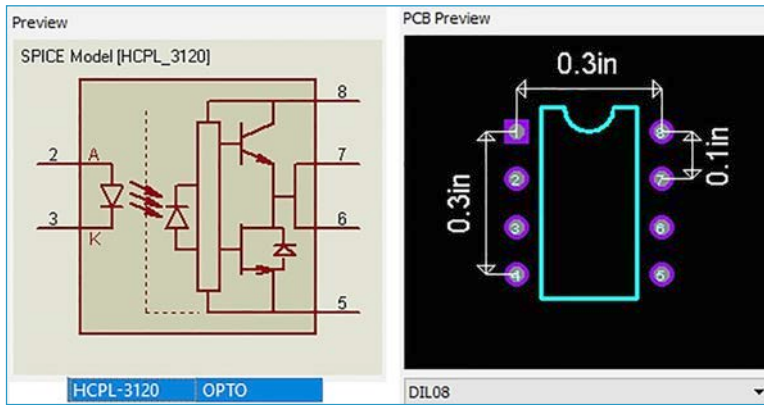 Preview
SPICE Model [HCPL_3120]
8
2
A
7
3
K
6
5
HCPL-3120 OPTO
PCB Preview
0.3in
8
0.3in
0.1in
2
7
3
6
4
5
DIL08